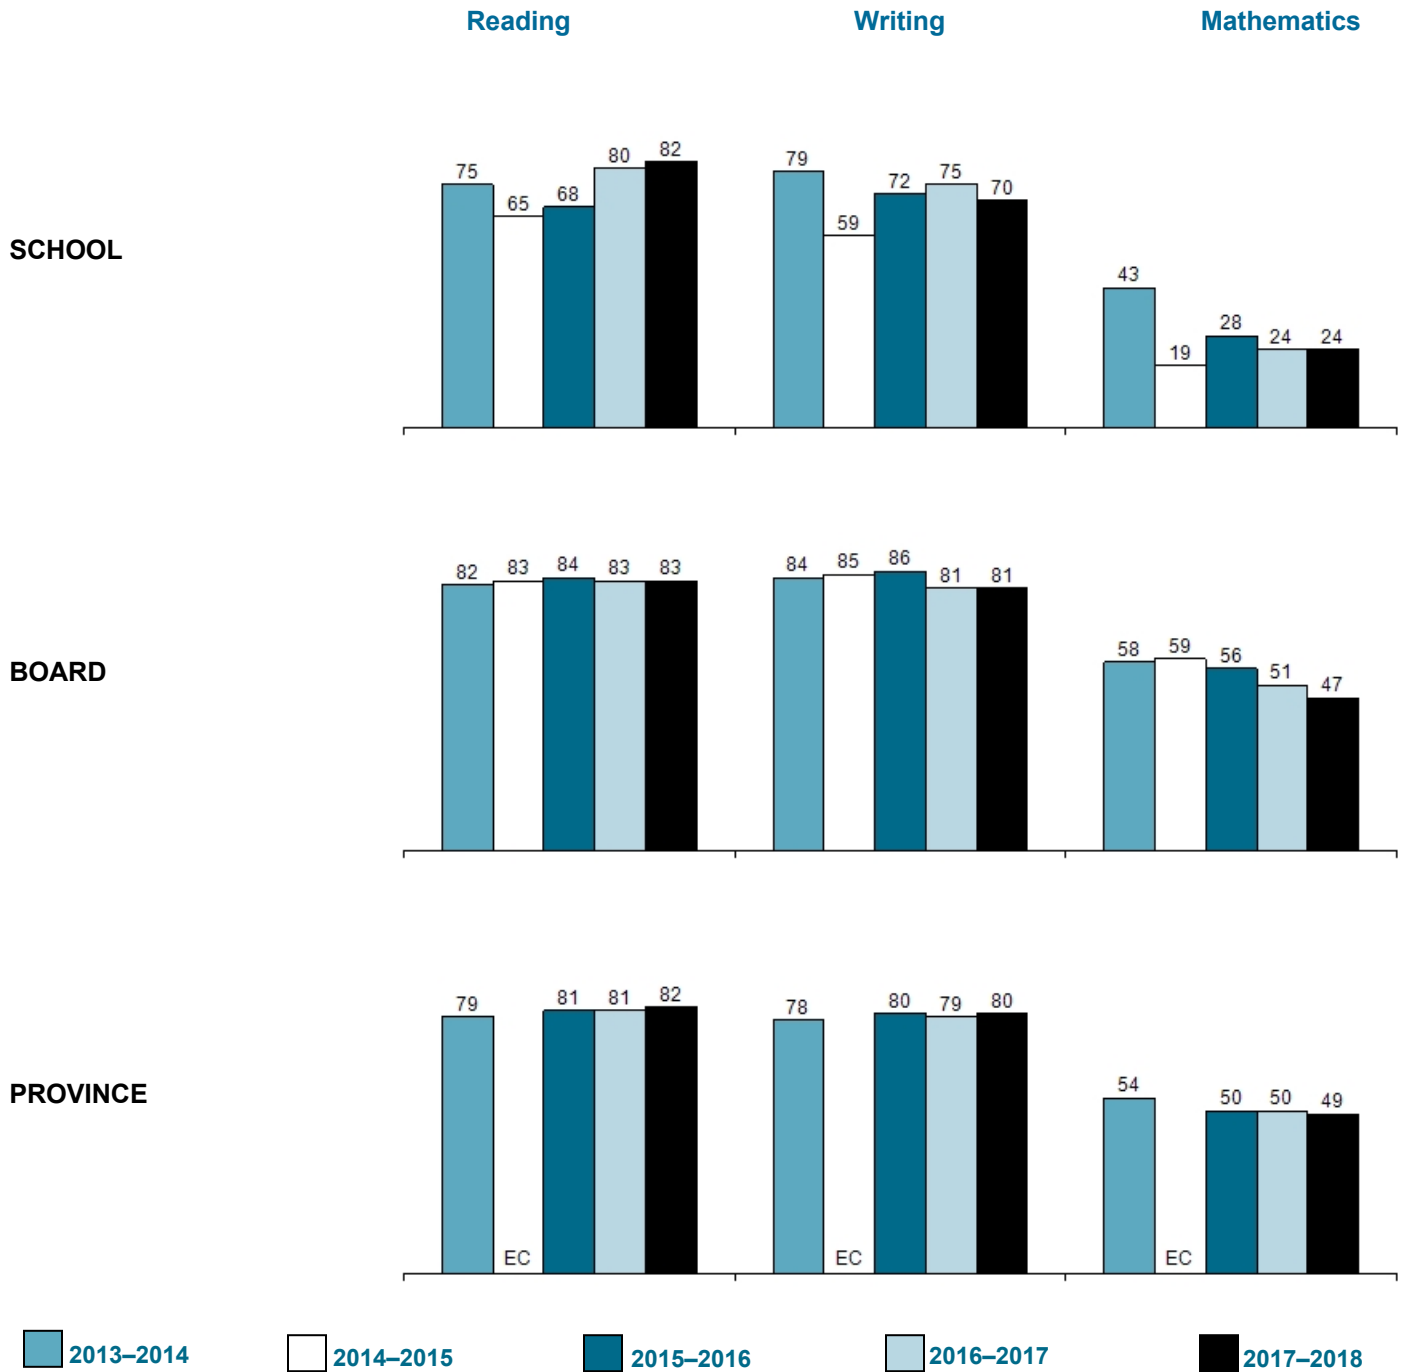 Reading Writing Mathematics
SCHOOL
75 65 68 80 82 79 59 72 75 70 43 19 28 24 24
BOARD
82 83 84 83 83 84 85 86 81 81 58 59 56 51 47
PROVINCE
79 EC 81 81 82 78 EC 80 79 80 54 EC 50 50 49
2013–2014 2014–2015 2015–2016 2016–2017 2017–2018